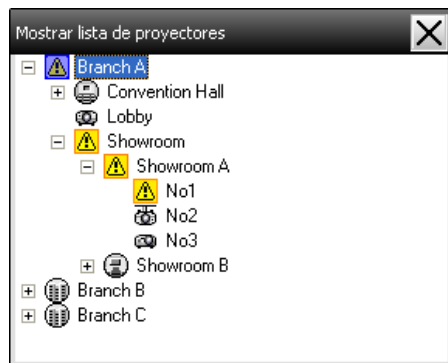 Mostrar lista de proyectores
Branch A
Convention Hall
Lobby
Showroom
Showroom A
No1
No2
No3
Showroom B
Branch B
Branch C